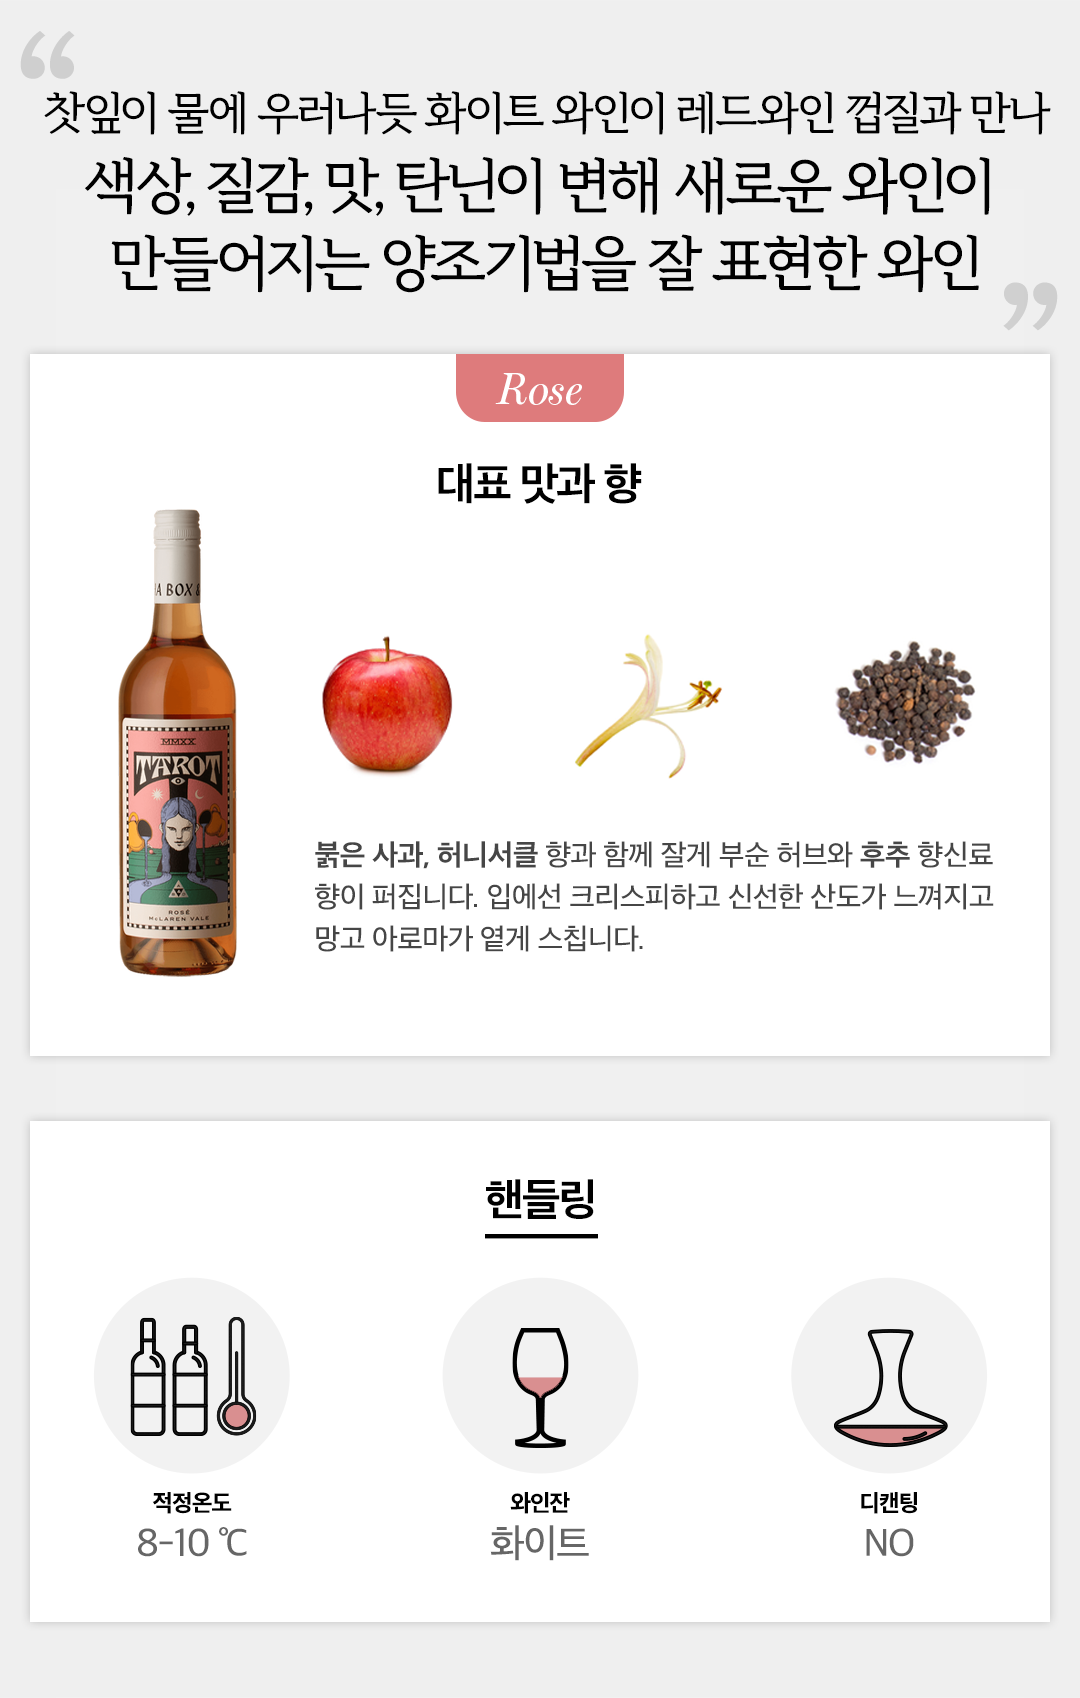 “
찻잎이 물에 우러나듯 화이트 와인이 레드와인 껍질과 만나
색상, 질감, 맛, 탄닌이 변해 새로운 와인이
만들어지는 양조기법을 잘 표현한 와인
”
Rose
대표 맛과 향
A BOX &
MMXX
TAROT
ROSÉ
McLAREN VALE
붉은 사과, 허니서클 향과 함께 잘게 부순 허브와 후추 향신료
향이 퍼집니다. 입에선 크리스피하고 신선한 산도가 느껴지고
망고 아로마가 옅게 스칩니다.
핸들링
적정온도
8-10 ℃
와인잔
화이트
디캔팅
NO